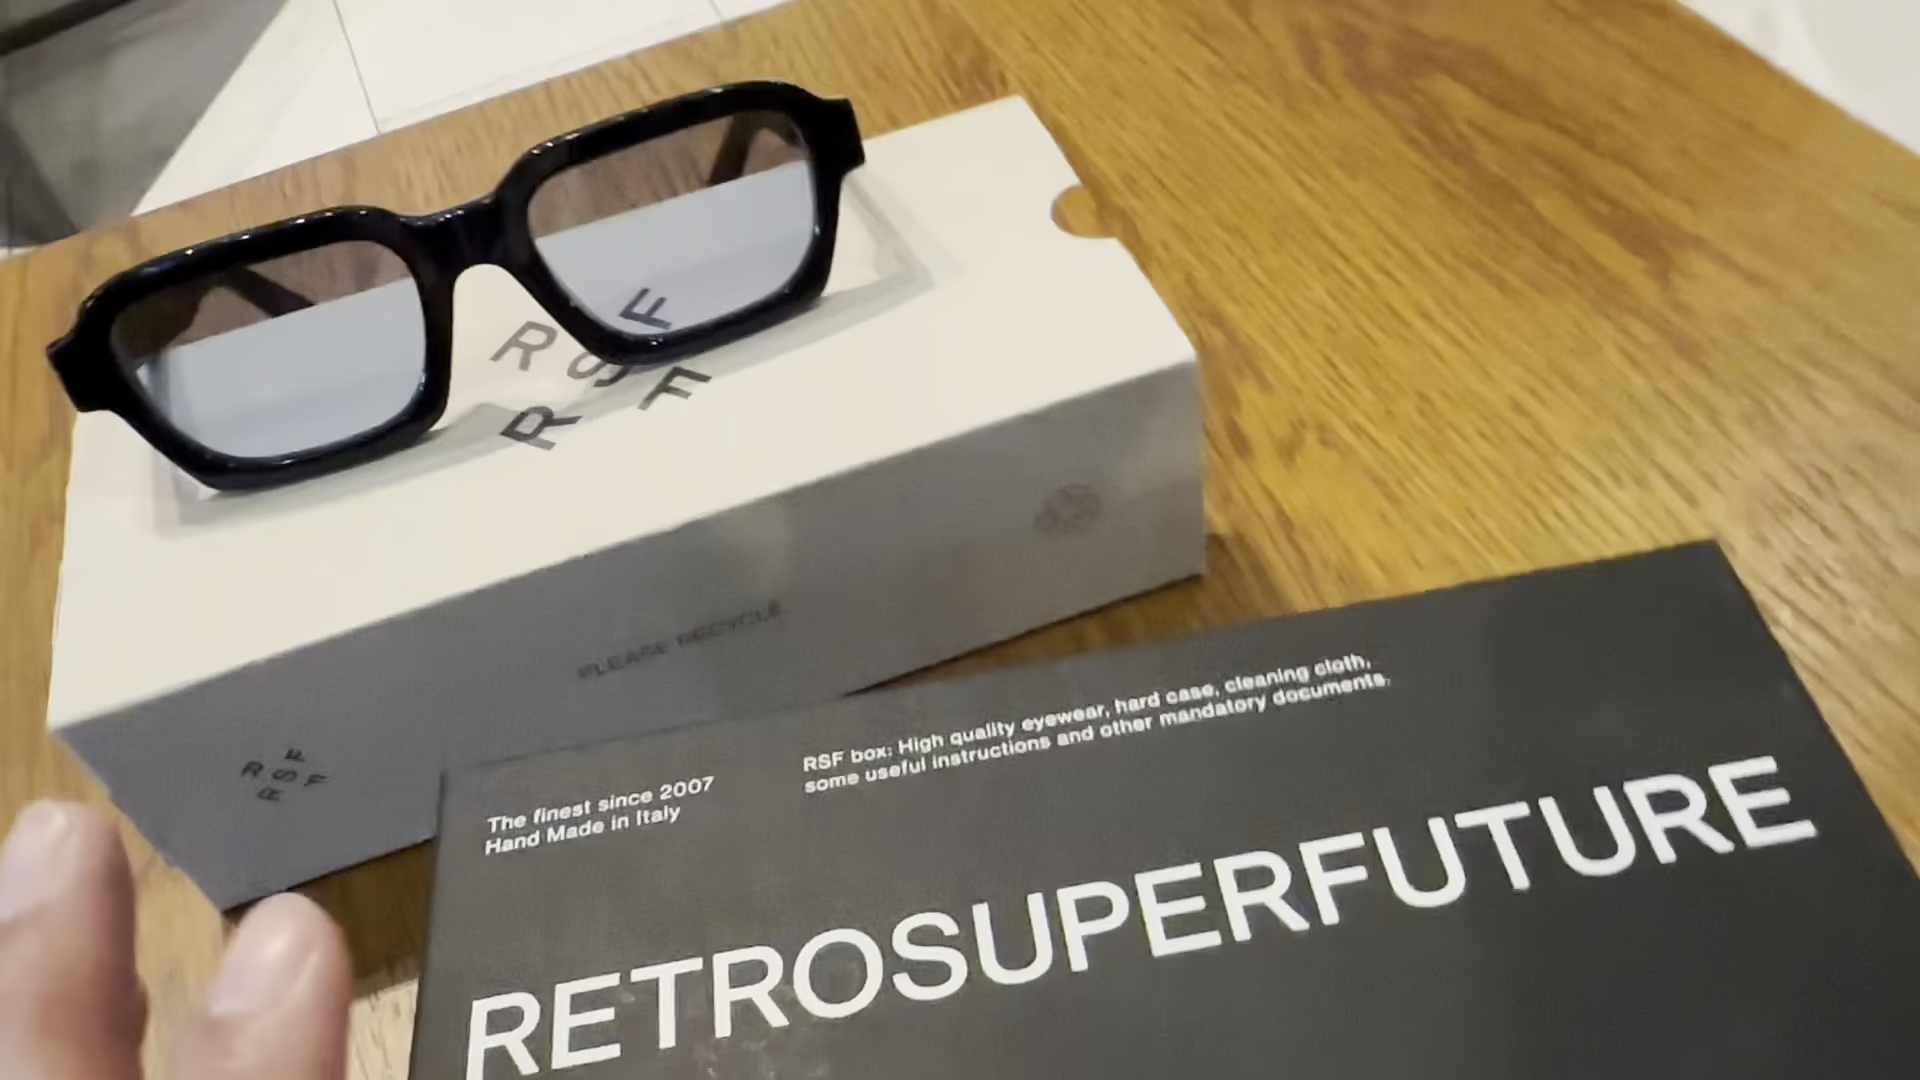 R F
S
R F
PLEASE RECYCLE
R F
S
R F
The finest since 2007
Hand Made in Italy
RSF box: High quality eyewear, hard case, cleaning cloth,
some useful instructions and other mandatory documents.
RETROSUPERFUTURE